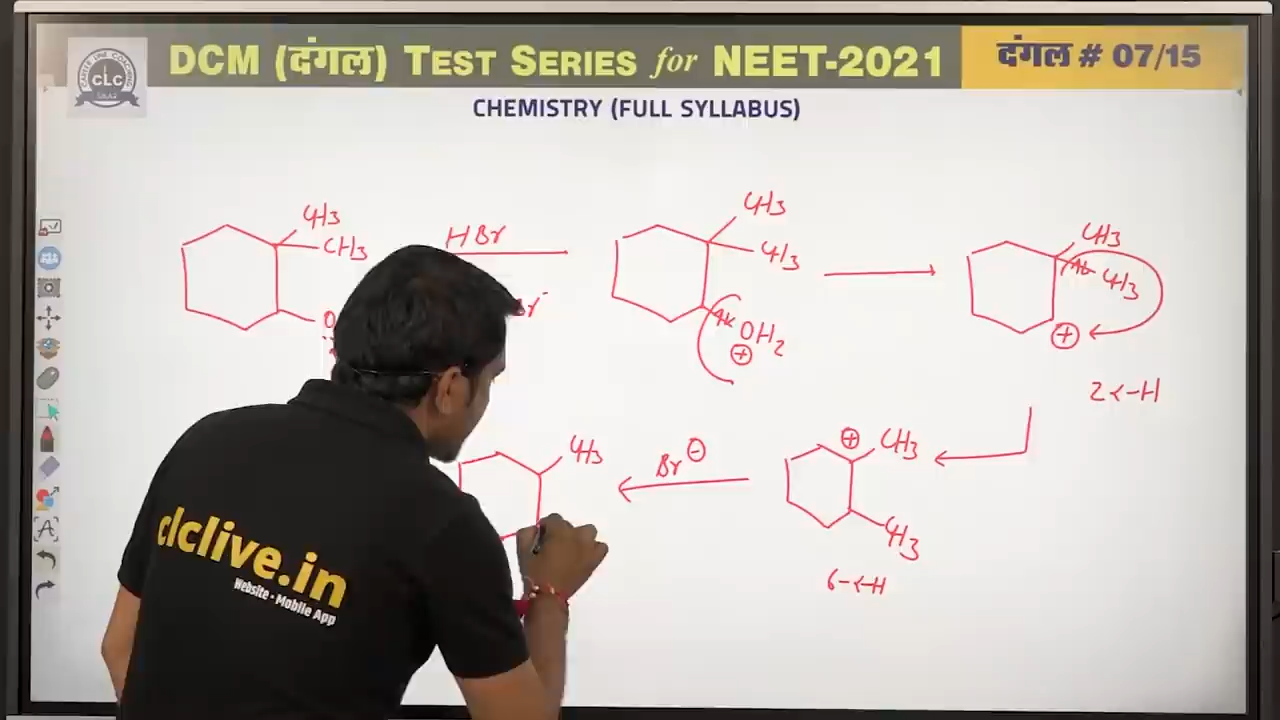 DCM (दंगल) TEST SERIES for NEET-2021
दंगल # 07/15
CLC
CHEMISTRY (FULL SYLLABUS)
CH3
CH3
HBr
CH3
CH3
OH2
⊕
CH3
CH3
⊕
2 α-H
CH3
Br⊖
⊕
CH3
CH3
6-α-H
clclive.in
Website • Mobile App